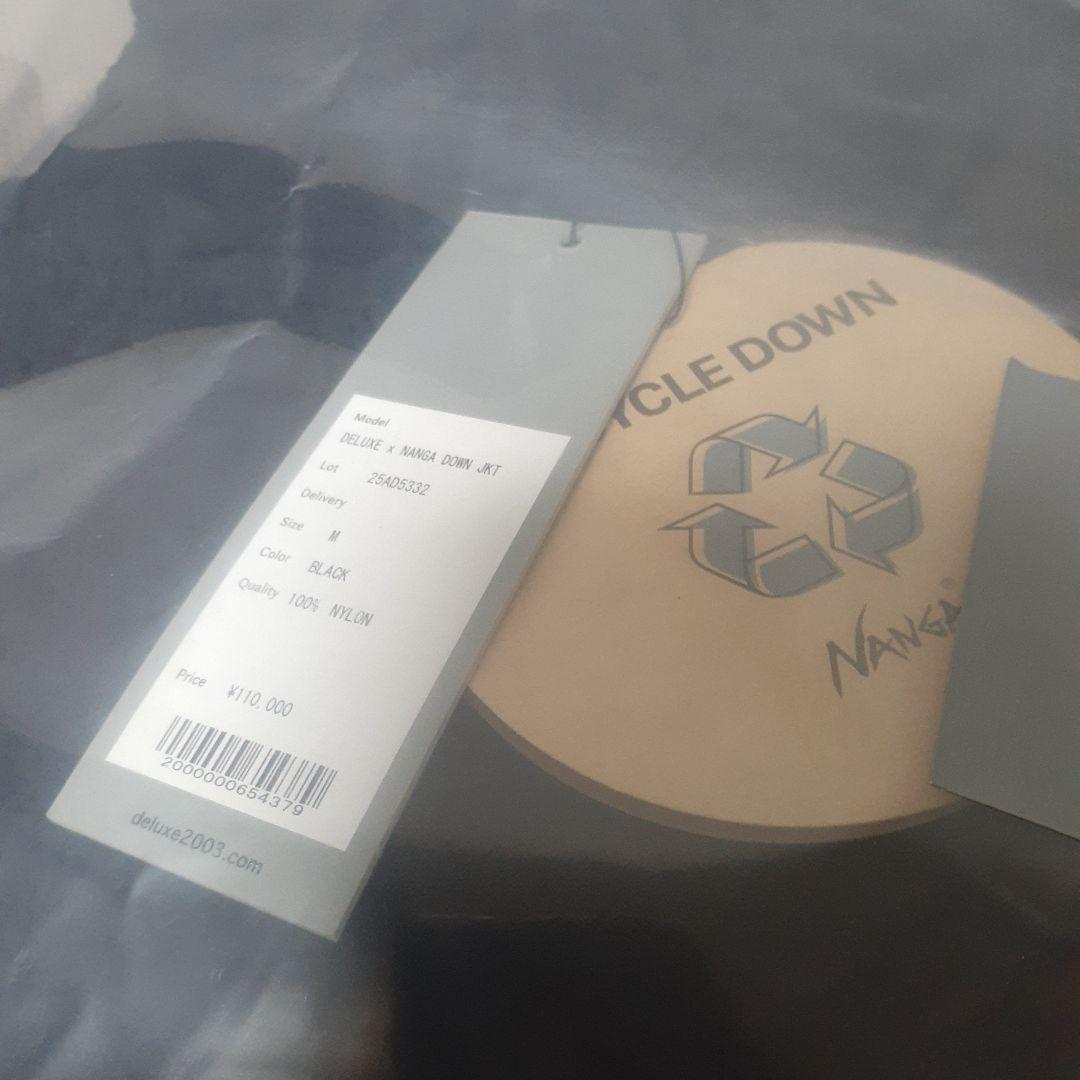 Model
DELUXE x NANGA DOWN JKT
Lot 25AD5332
Delivery
Size M
Color BLACK
Quality 100% NYLON
Price ¥110,000
2000000654379
deluxe2003.com
YCLE DOWN
NANGA